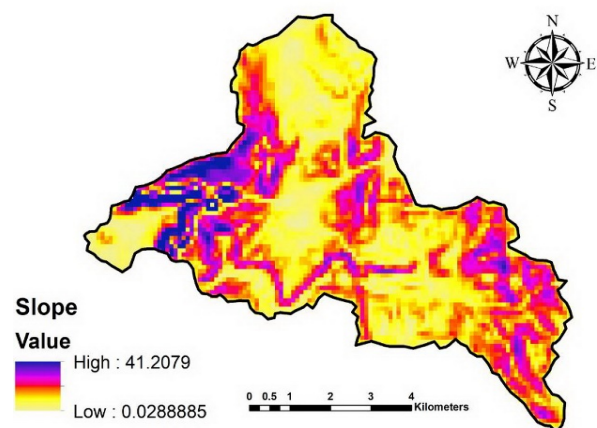 N
W E
S
Slope
Value
High : 41.2079
Low : 0.0288885
0 0.5 1 2 3 4
Kilometers